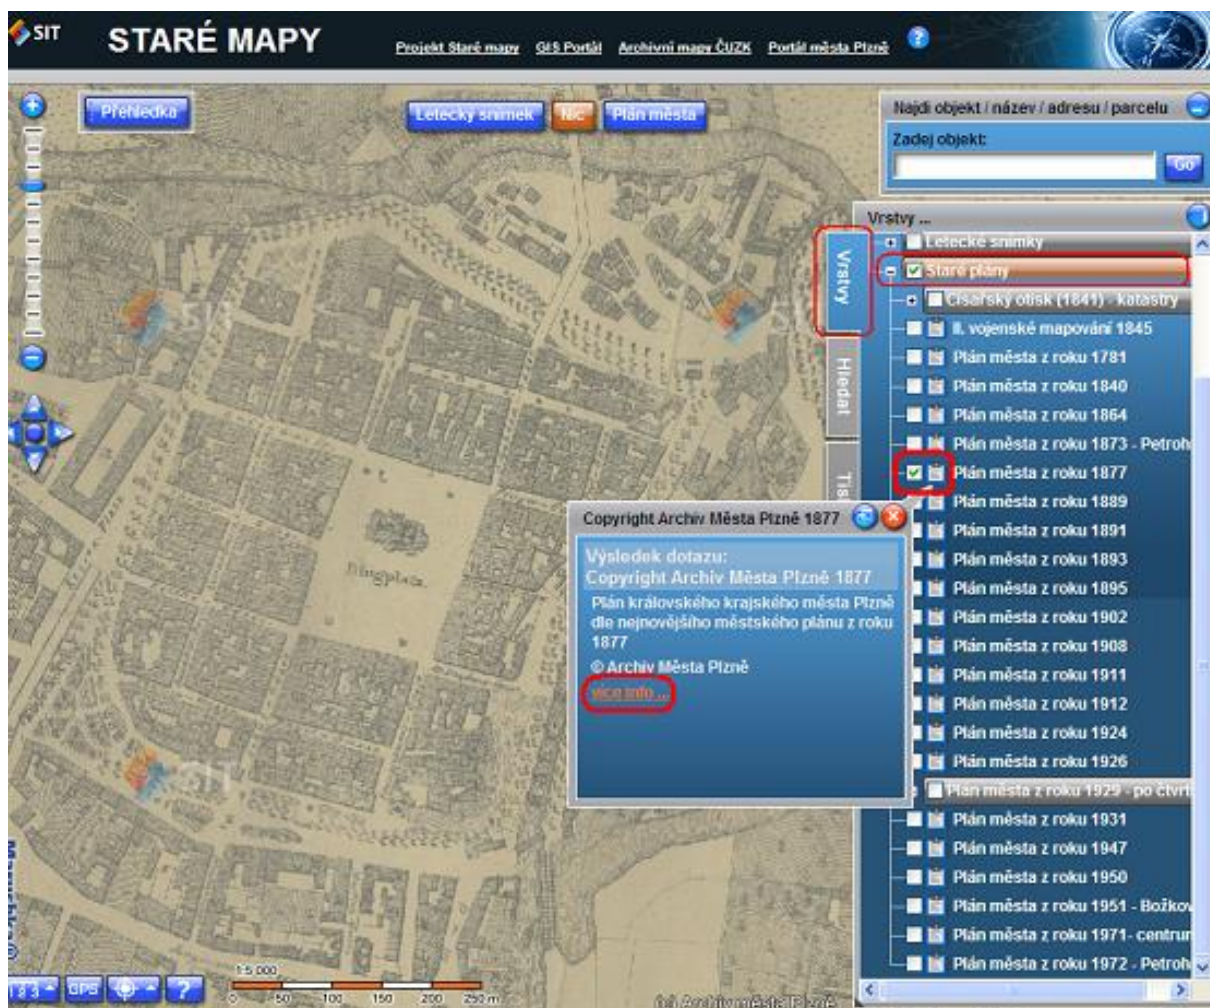 SIT
STARÉ MAPY
Projekt Staré mapy GIS Portál Archivní mapy ČUZK Portál města Plzně
?
Přehledka
Letecký snímek Nic Plán města
Najdi objekt / název / adresu / parcelu
Zadej objekt:
Go
Vrstvy ...
Vrstvy
Hledat
Letecké snímky
Staré plány
Císařský otisk (1841) - katastry
II. vojenské mapování 1845
Plán města z roku 1781
Plán města z roku 1840
Plán města z roku 1864
Plán města z roku 1873 - Petroh
Plán města z roku 1877
Plán města z roku 1889
Plán města z roku 1891
Plán města z roku 1893
Plán města z roku 1895
Plán města z roku 1902
Plán města z roku 1908
Plán města z roku 1911
Plán města z roku 1912
Plán města z roku 1924
Plán města z roku 1926
Plán města z roku 1929 - po čtvrt
Plán města z roku 1931
Plán města z roku 1947
Plán města z roku 1950
Plán města z roku 1951 - Božkov
Plán města z roku 1971- centrum
Plán města z roku 1972 - Petroh
Copyright Archiv Města Plzně 1877
Výsledek dotazu:
Copyright Archiv Města Plzně 1877
Plán královského krajského města Plzně
dle nejnovějšího městského plánu z roku
1877
© Archiv Města Plzně
více info ...
Ringplatz
SIT
SIT
SIT
GPS
?
1:5 000
0 50 100 150 200 250 m
(c) Archiv města Plzně